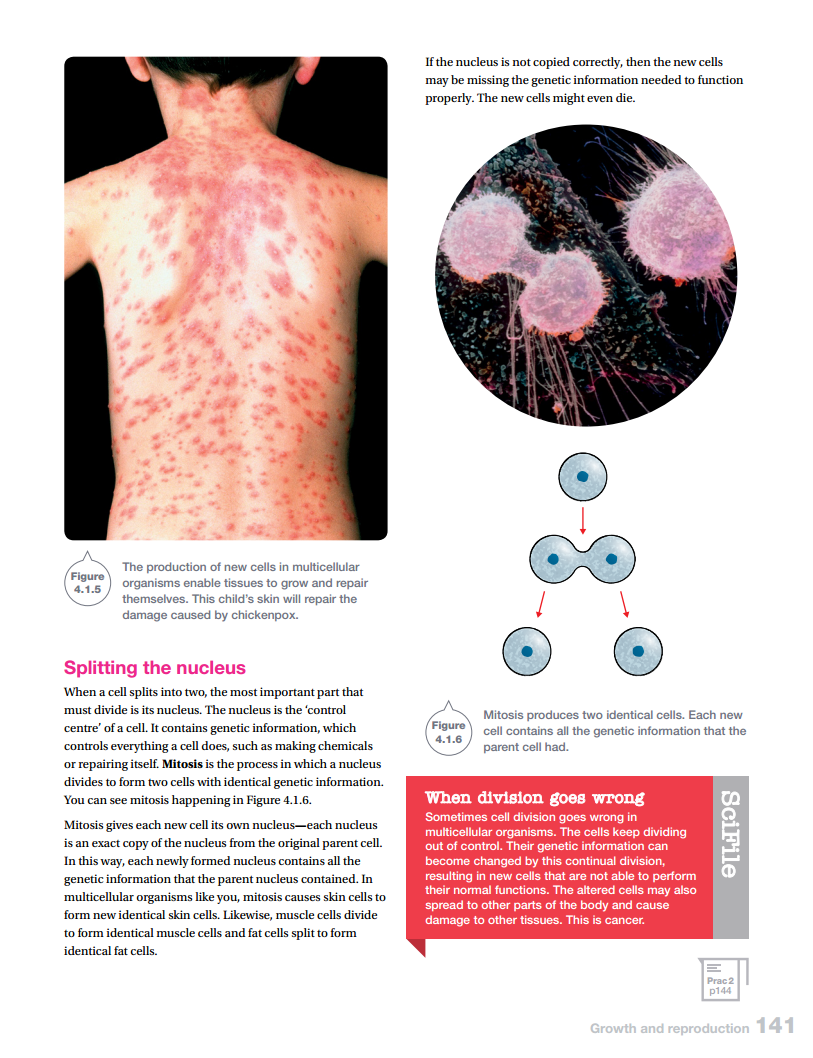 Figure
4.1.5
The production of new cells in multicellular
organisms enable tissues to grow and repair
themselves. This child's skin will repair the
damage caused by chickenpox.
Splitting the nucleus
When a cell splits into two, the most important part that
must divide is its nucleus. The nucleus is the ‘control
centre’ of a cell. It contains genetic information, which
controls everything a cell does, such as making chemicals
or repairing itself. Mitosis is the process in which a nucleus
divides to form two cells with identical genetic information.
You can see mitosis happening in Figure 4.1.6.
Mitosis gives each new cell its own nucleus—each nucleus
is an exact copy of the nucleus from the original parent cell.
In this way, each newly formed nucleus contains all the
genetic information that the parent nucleus contained. In
multicellular organisms like you, mitosis causes skin cells to
form new identical skin cells. Likewise, muscle cells divide
to form identical muscle cells and fat cells split to form
identical fat cells.
If the nucleus is not copied correctly, then the new cells
may be missing the genetic information needed to function
properly. The new cells might even die.
Figure
4.1.6
Mitosis produces two identical cells. Each new
cell contains all the genetic information that the
parent cell had.
When division goes wrong
Sometimes cell division goes wrong in
multicellular organisms. The cells keep dividing
out of control. Their genetic information can
become changed by this continual division,
resulting in new cells that are not able to perform
their normal functions. The altered cells may also
spread to other parts of the body and cause
damage to other tissues. This is cancer.
SciFile
Prac 2
p144
Growth and reproduction 141